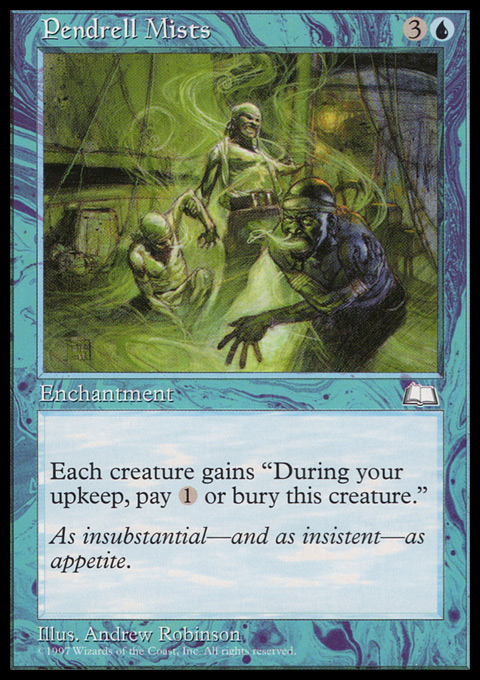 Pendrell Mists 3
Enchantment
Each creature gains “During your
upkeep, pay 1 or bury this creature.”
As insubstantial—and as insistent—as
appetite.
Illus. Andrew Robinson
©1997 Wizards of the Coast, Inc. All rights reserved.